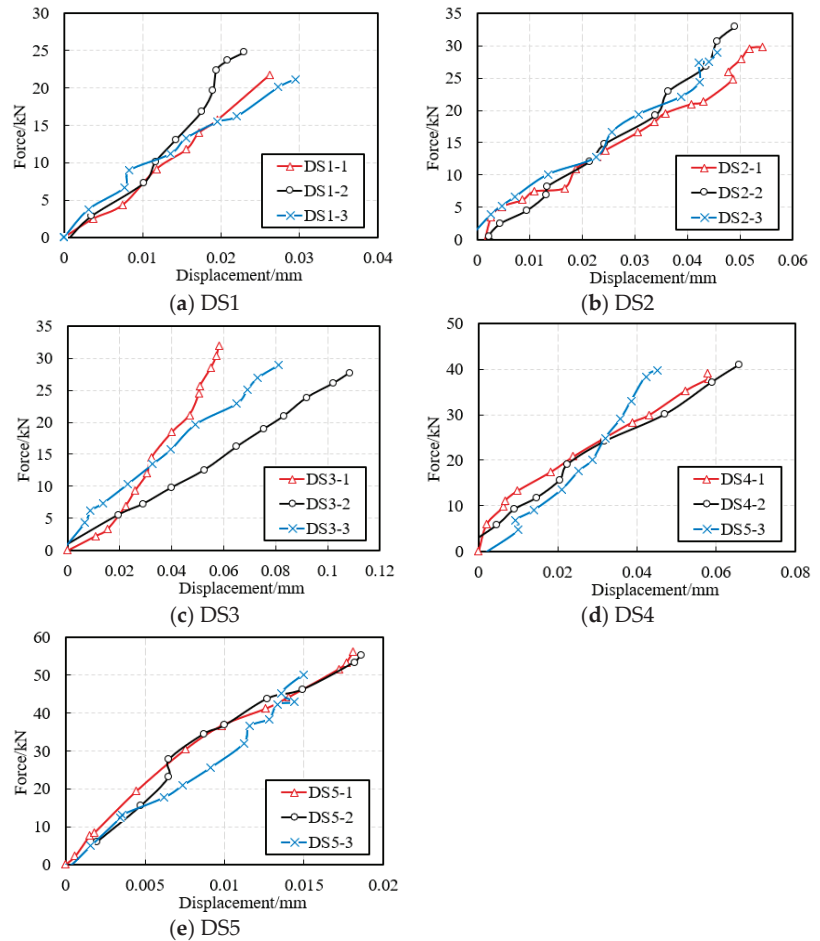 30
25
20
15
10
5
0
Force/kN
DS1-1
DS1-2
DS1-3
0 0.01 0.02 0.03 0.04
Displacement/mm
(a) DS1
35
30
25
20
15
10
5
0
Force/kN
DS2-1
DS2-2
DS2-3
0 0.01 0.02 0.03 0.04 0.05 0.06
Displacement/mm
(b) DS2
35
30
25
20
15
10
5
0
Force/kN
DS3-1
DS3-2
DS3-3
0 0.02 0.04 0.06 0.08 0.1 0.12
Displacement/mm
(c) DS3
50
40
30
20
10
0
Force/kN
DS4-1
DS4-2
DS5-3
0 0.02 0.04 0.06 0.08
Displacement/mm
(d) DS4
60
50
40
30
20
10
0
Force/kN
DS5-1
DS5-2
DS5-3
0 0.005 0.01 0.015 0.02
Displacement/mm
(e) DS5